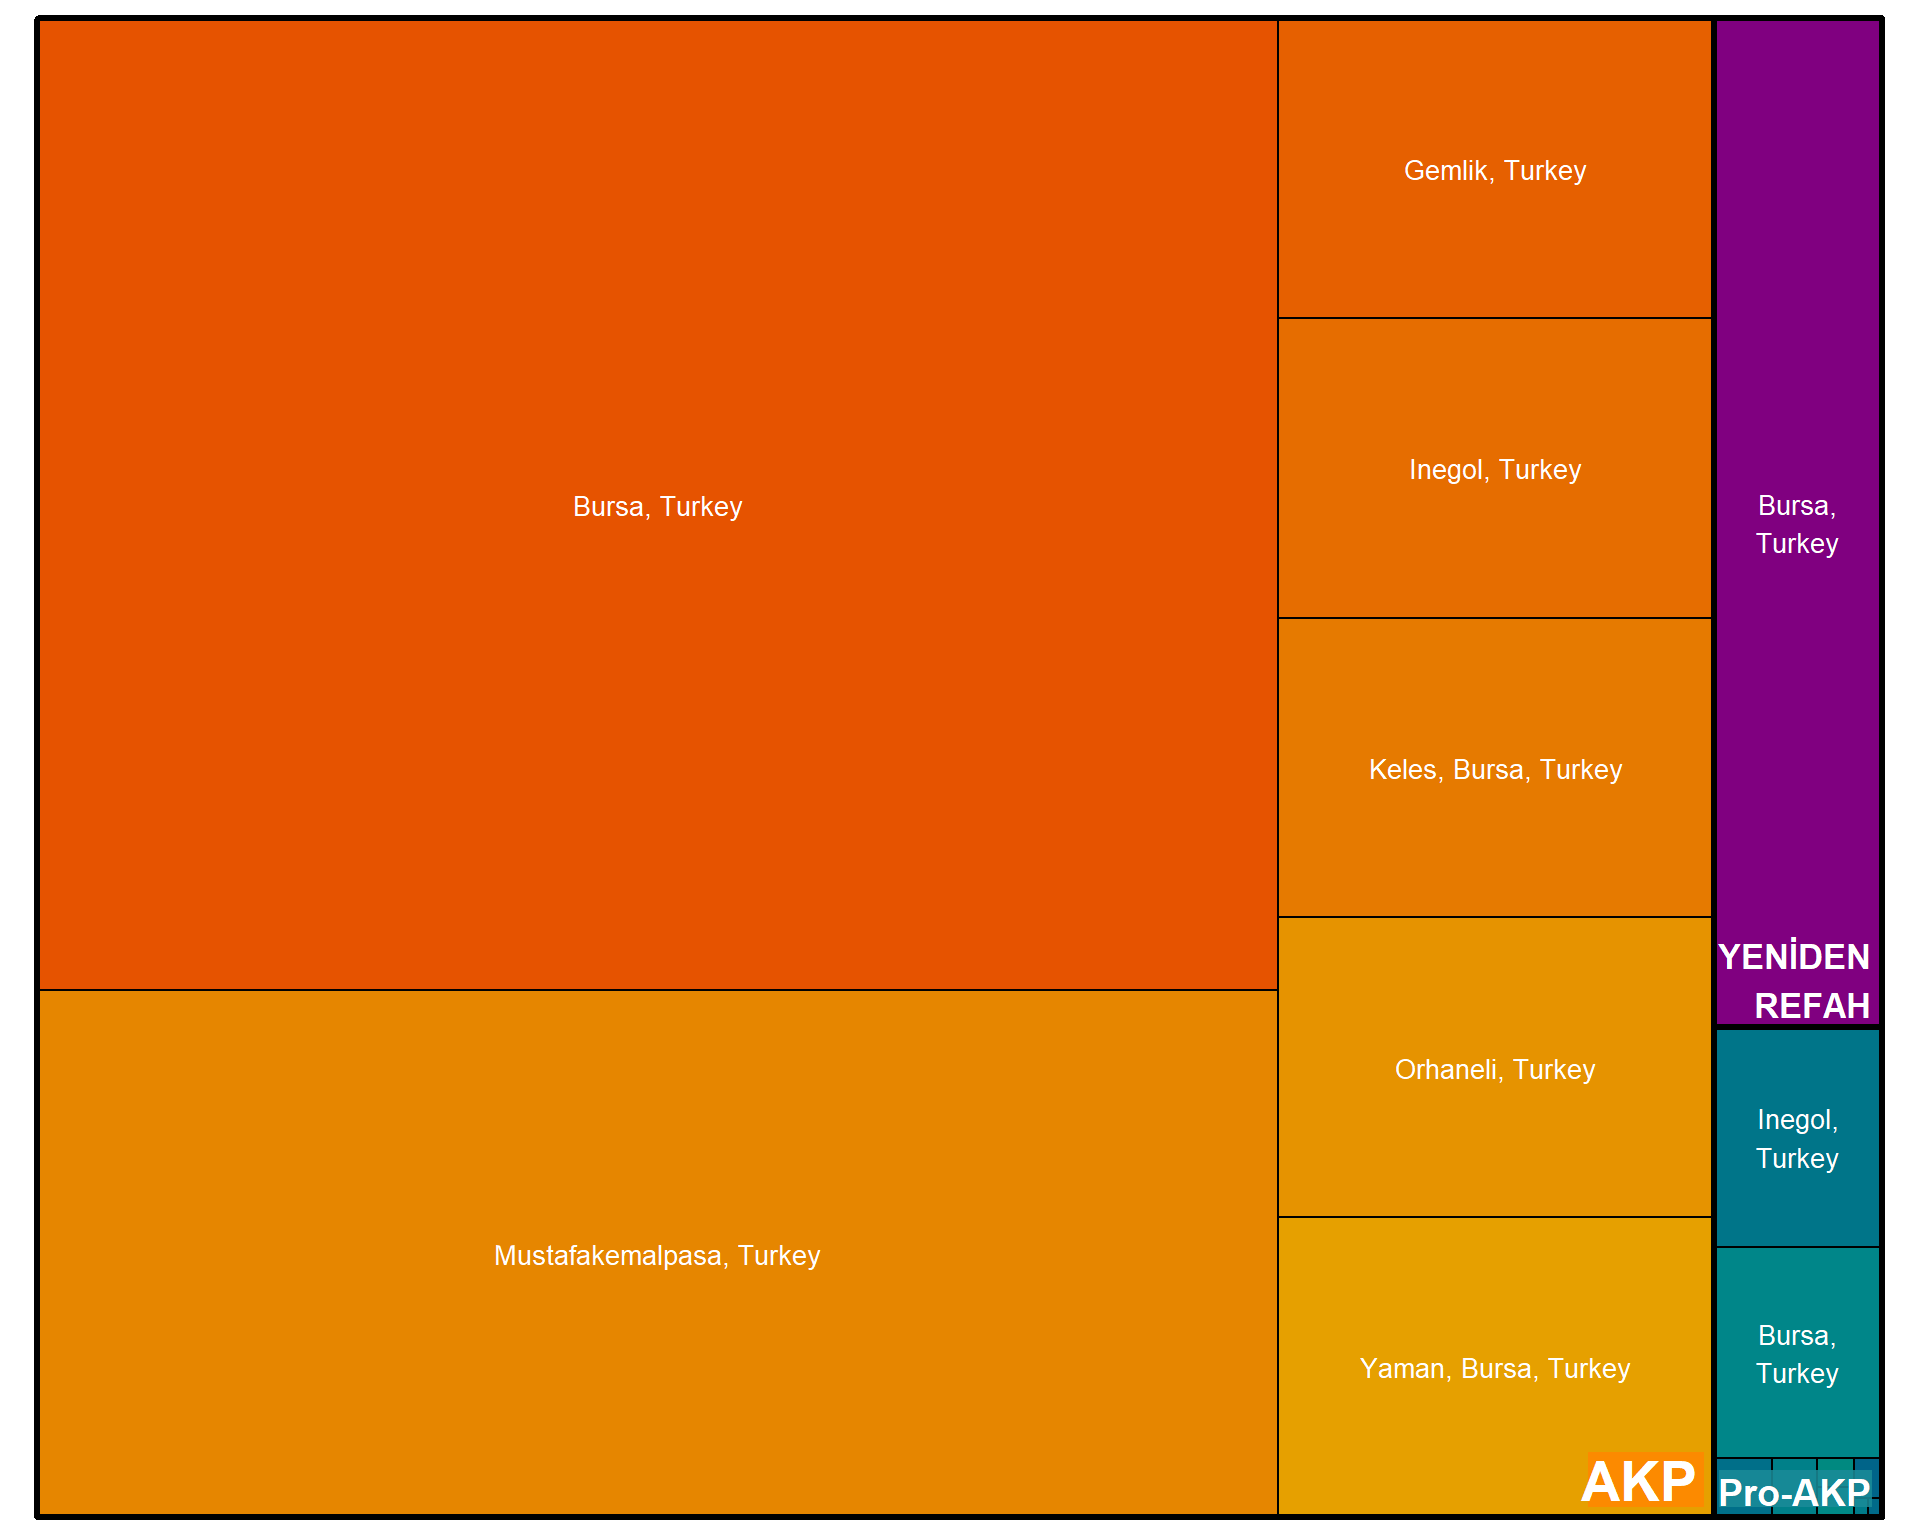 Bursa, Turkey
Mustafakemalpasa, Turkey
Gemlik, Turkey
Inegol, Turkey
Keles, Bursa, Turkey
Orhaneli, Turkey
Yaman, Bursa, Turkey
AKP
Bursa,
Turkey
YENİDEN
REFAH
Inegol,
Turkey
Bursa,
Turkey
Pro-AKP